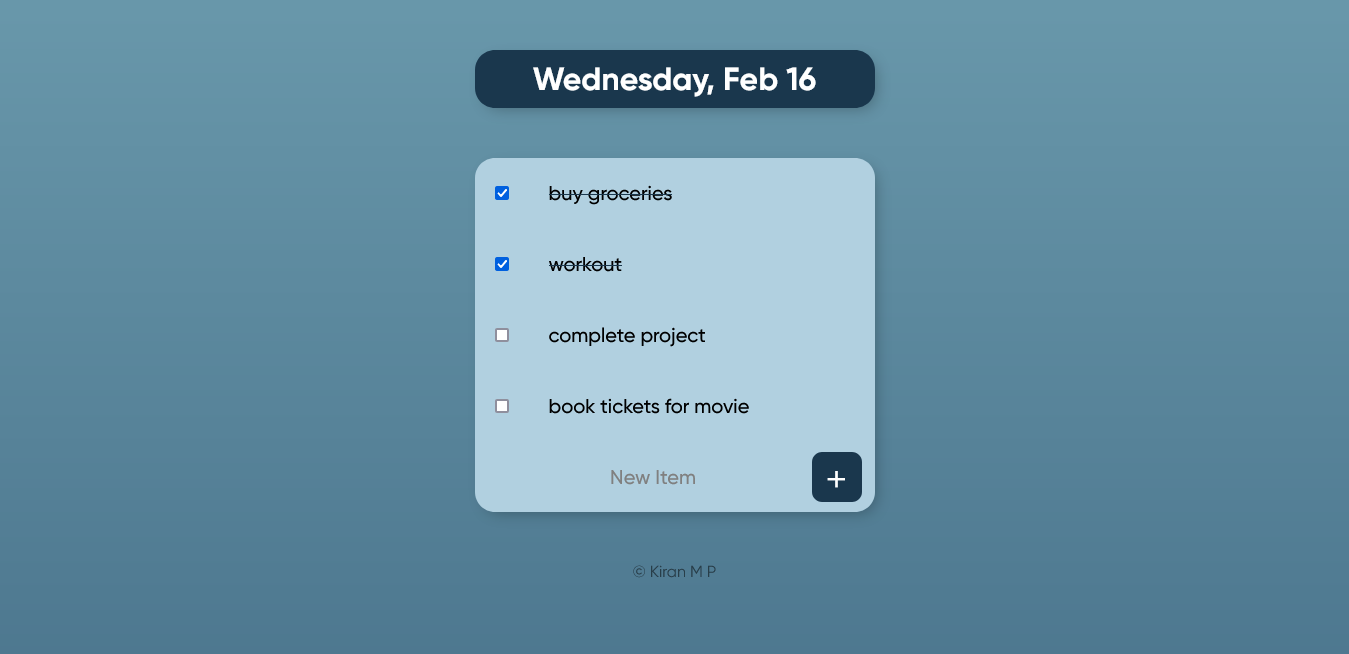 Wednesday, Feb 16
buy groceries
workout
complete project
book tickets for movie
New Item
+
© Kiran M P